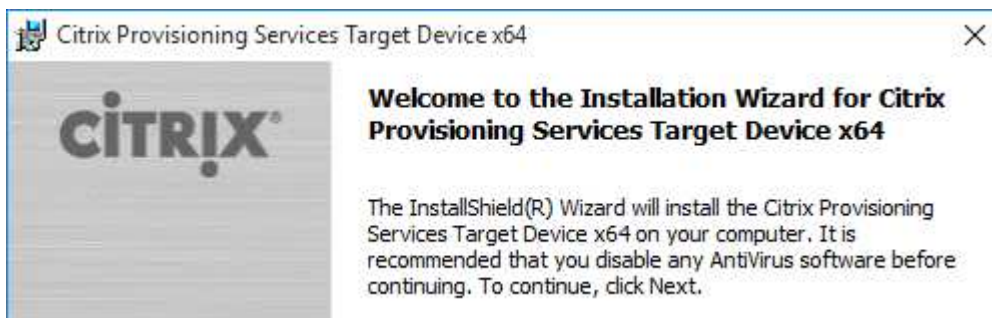 Citrix Provisioning Services Target Device x64
CiTRIX®
Welcome to the Installation Wizard for Citrix
Provisioning Services Target Device x64
The InstallShield(R) Wizard will install the Citrix Provisioning
Services Target Device x64 on your computer. It is
recommended that you disable any AntiVirus software before
continuing. To continue, click Next.